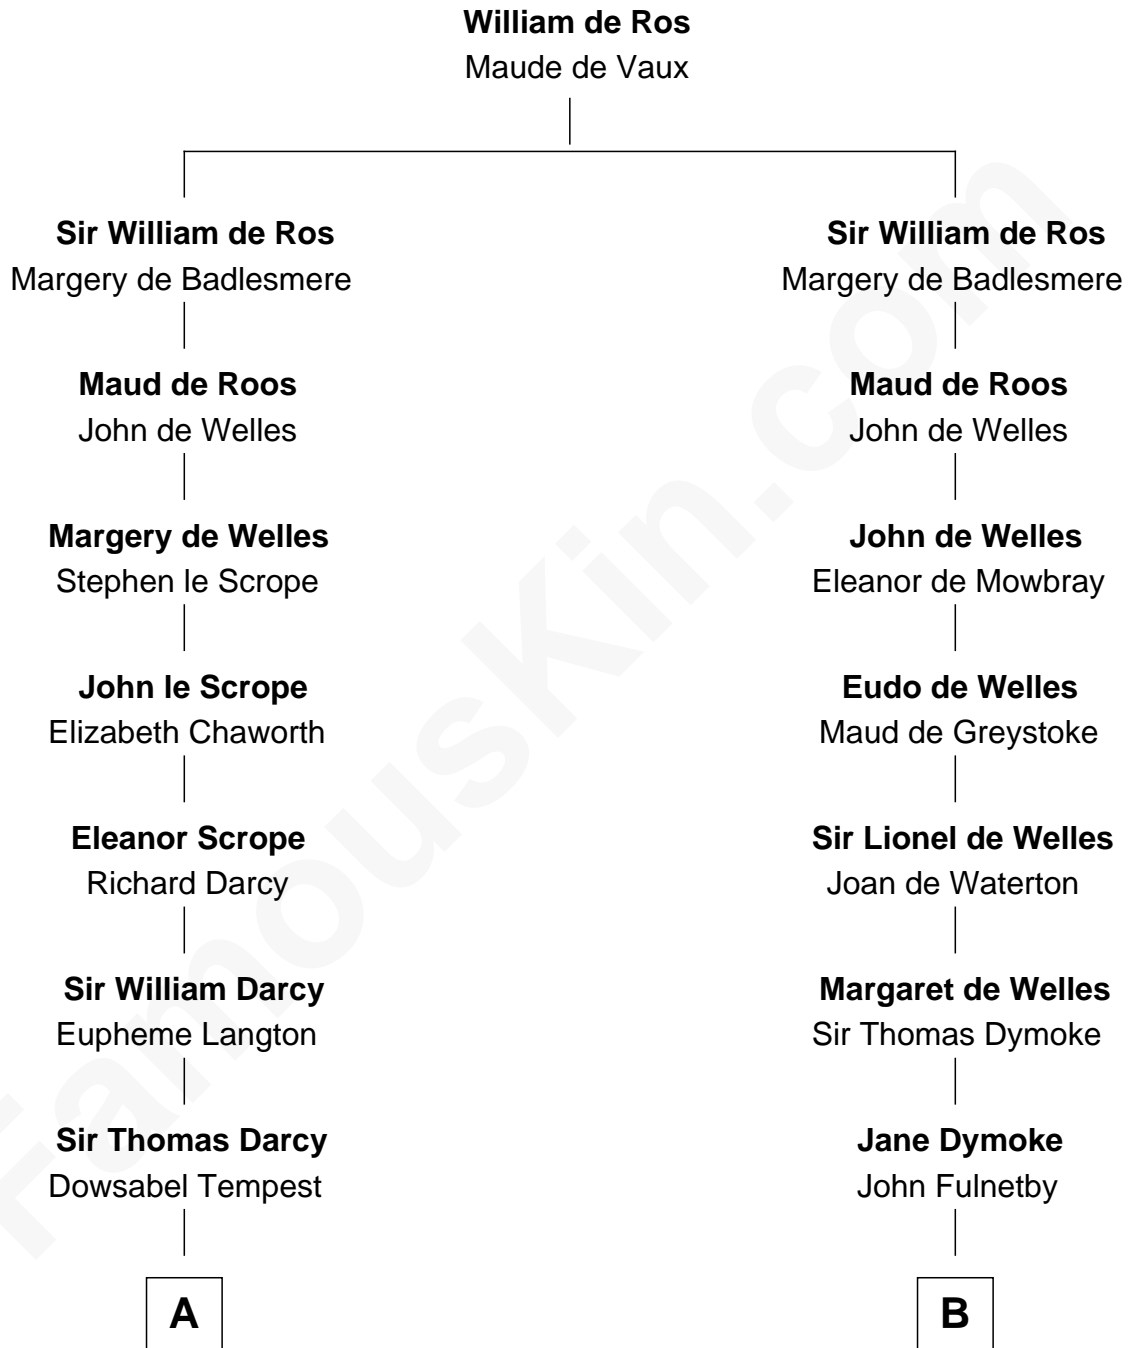 William de Ros
Maude de Vaux
Sir William de Ros
Margery de Badlesmere
Sir William de Ros
Margery de Badlesmere
Maud de Roos
John de Welles
Maud de Roos
John de Welles
Margery de Welles
Stephen le Scrope
John de Welles
Eleanor de Mowbray
John le Scrope
Elizabeth Chaworth
Eudo de Welles
Maud de Greystoke
Eleanor Scrope
Richard Darcy
Sir Lionel de Welles
Joan de Waterton
Sir William Darcy
Eupheme Langton
Margaret de Welles
Sir Thomas Dymoke
Sir Thomas Darcy
Dowsabel Tempest
Jane Dymoke
John Fulnetby
A
B
FamousKin.com